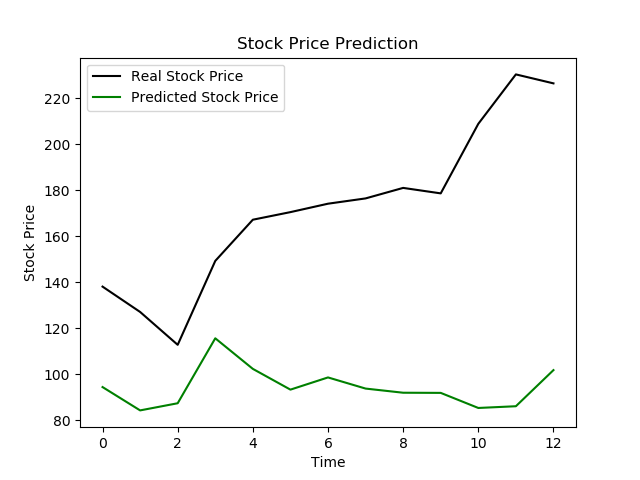 Stock Price Prediction
Real Stock Price
Predicted Stock Price
Stock Price
220
200
180
160
140
120
100
80
0 2 4 6 8 10 12
Time